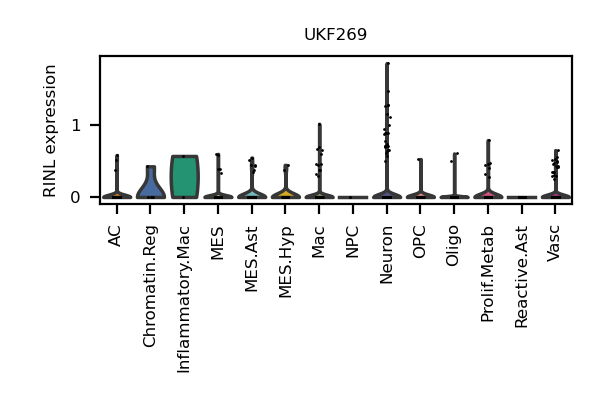 UKF269
RINL expression
1
0
AC
Chromatin.Reg
Inflammatory.Mac
MES
MES.Ast
MES.Hyp
Mac
NPC
Neuron
OPC
Oligo
Prolif.Metab
Reactive.Ast
Vasc